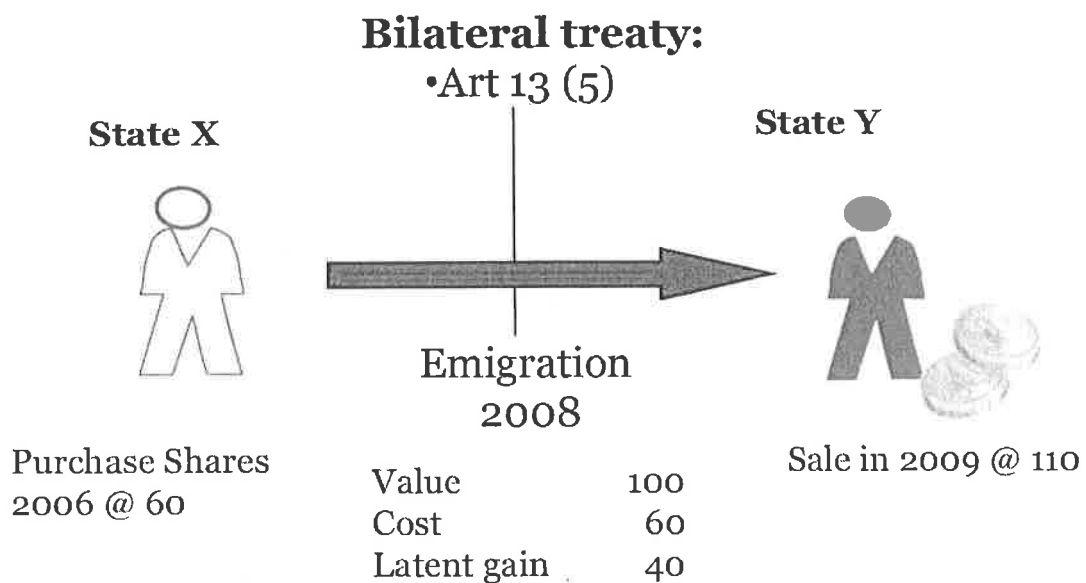 Bilateral treaty:
•Art 13 (5)
State X
State Y
Emigration
2008
Purchase Shares
2006 @ 60
Sale in 2009 @ 110
Value 100
Cost 60
Latent gain 40